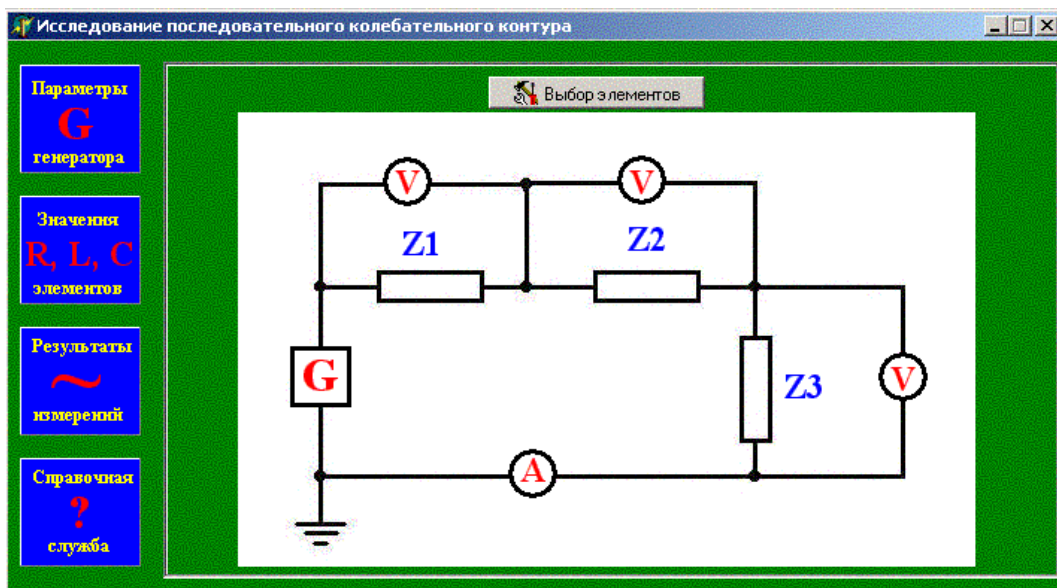 Исследование последовательного колебательного контура
Параметры
G
генератора
Значения
R, L, C
элементов
Результаты
~
измерений
Справочная
?
служба
Выбор элементов
V
V
Z1
Z2
G
Z3
V
A